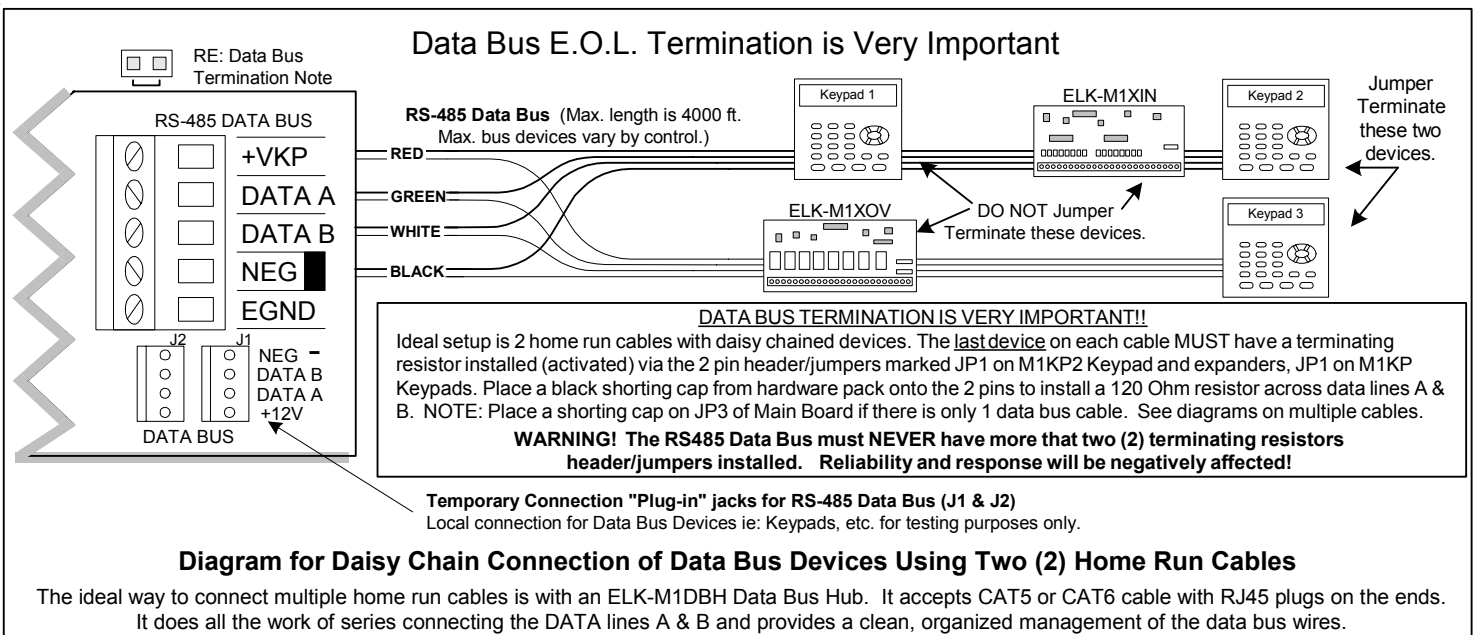 Data Bus E.O.L. Termination is Very Important
RE: Data Bus
Termination Note
RS-485 DATA BUS
+VKP
DATA A
DATA B
NEG
EGND
J2
J1
NEG -
DATA B
DATA A
+12V
DATA BUS
RS-485 Data Bus (Max. length is 4000 ft.
Max. bus devices vary by control.)
RED
GREEN
WHITE
BLACK
Keypad 1
ELK-M1XIN
Keypad 2
Jumper
Terminate
these two
devices.
ELK-M1XOV
DO NOT Jumper
Terminate these devices.
Keypad 3
DATA BUS TERMINATION IS VERY IMPORTANT!!
Ideal setup is 2 home run cables with daisy chained devices. The last device on each cable MUST have a terminating
resistor installed (activated) via the 2 pin header/jumpers marked JP1 on M1KP2 Keypad and expanders, JP1 on M1KP
Keypads. Place a black shorting cap from hardware pack onto the 2 pins to install a 120 Ohm resistor across data lines A &
B. NOTE: Place a shorting cap on JP3 of Main Board if there is only 1 data bus cable. See diagrams on multiple cables.
WARNING! The RS485 Data Bus must NEVER have more that two (2) terminating resistors
header/jumpers installed. Reliability and response will be negatively affected!
Temporary Connection "Plug-in" jacks for RS-485 Data Bus (J1 & J2)
Local connection for Data Bus Devices ie: Keypads, etc. for testing purposes only.
Diagram for Daisy Chain Connection of Data Bus Devices Using Two (2) Home Run Cables
The ideal way to connect multiple home run cables is with an ELK-M1DBH Data Bus Hub. It accepts CAT5 or CAT6 cable with RJ45 plugs on the ends.
It does all the work of series connecting the DATA lines A & B and provides a clean, organized management of the data bus wires.